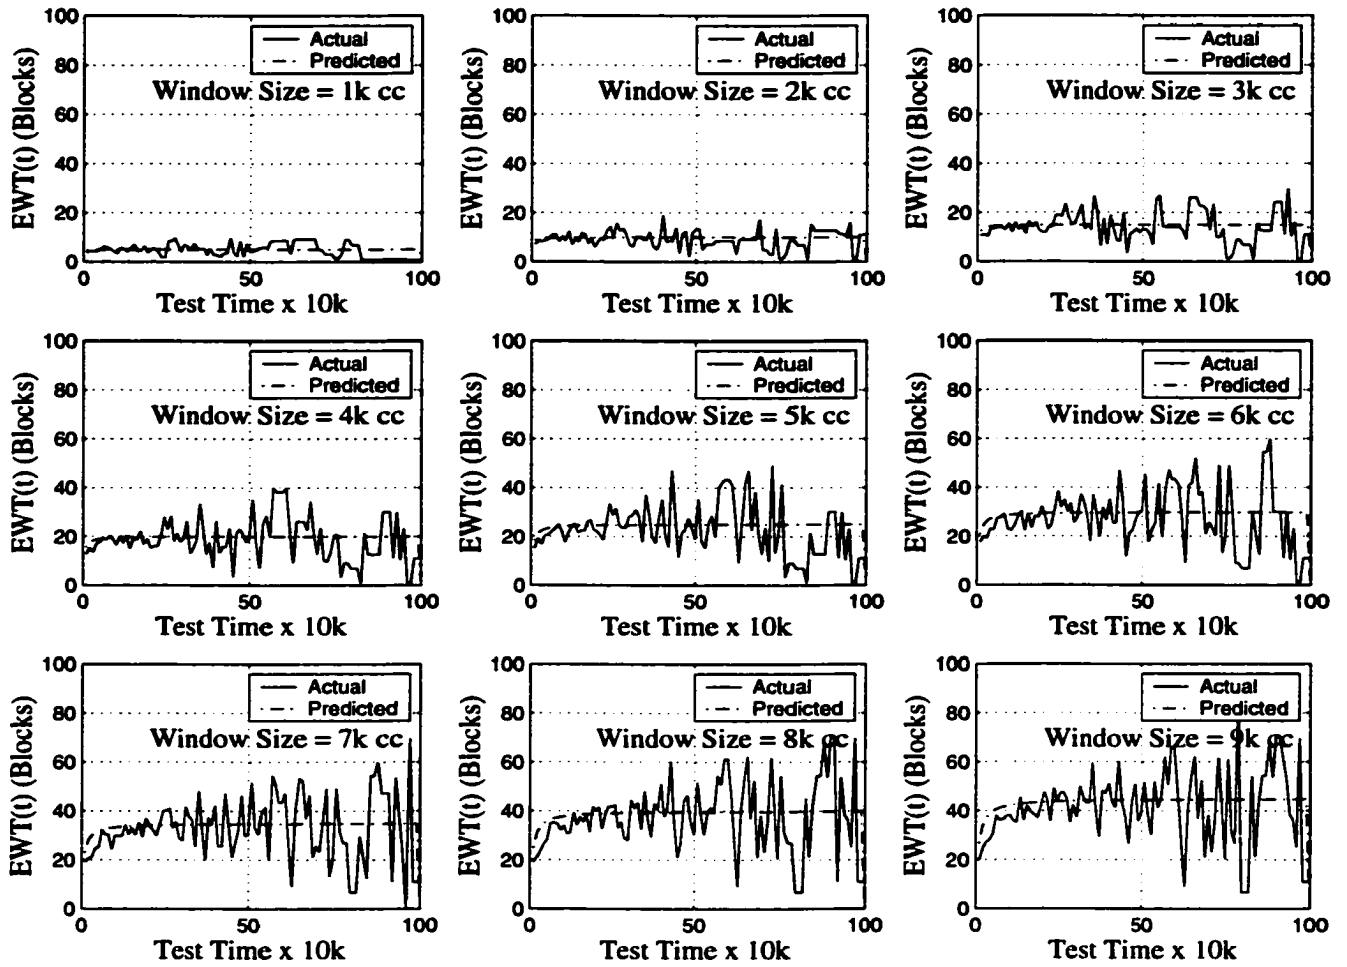 100
80
60
40
20
0
EWT(t) (Blocks)
Actual
Predicted
Window Size = 1k cc
0
50
100
Test Time x 10k
100
80
60
40
20
0
EWT(t) (Blocks)
Actual
Predicted
Window Size = 2k cc
0
50
100
Test Time x 10k
100
80
60
40
20
0
EWT(t) (Blocks)
Actual
Predicted
Window Size = 3k cc
0
50
100
Test Time x 10k
100
80
60
40
20
0
EWT(t) (Blocks)
Actual
Predicted
Window Size = 4k cc
0
50
100
Test Time x 10k
100
80
60
40
20
0
EWT(t) (Blocks)
Actual
Predicted
Window Size = 5k cc
0
50
100
Test Time x 10k
100
80
60
40
20
0
EWT(t) (Blocks)
Actual
Predicted
Window Size = 6k cc
0
50
100
Test Time x 10k
100
80
60
40
20
0
EWT(t) (Blocks)
Actual
Predicted
Window Size = 7k cc
0
50
100
Test Time x 10k
100
80
60
40
20
0
EWT(t) (Blocks)
Actual
Predicted
Window Size = 8k cc
0
50
100
Test Time x 10k
100
80
60
40
20
0
EWT(t) (Blocks)
Actual
Predicted
Window Size = 9k cc
0
50
100
Test Time x 10k